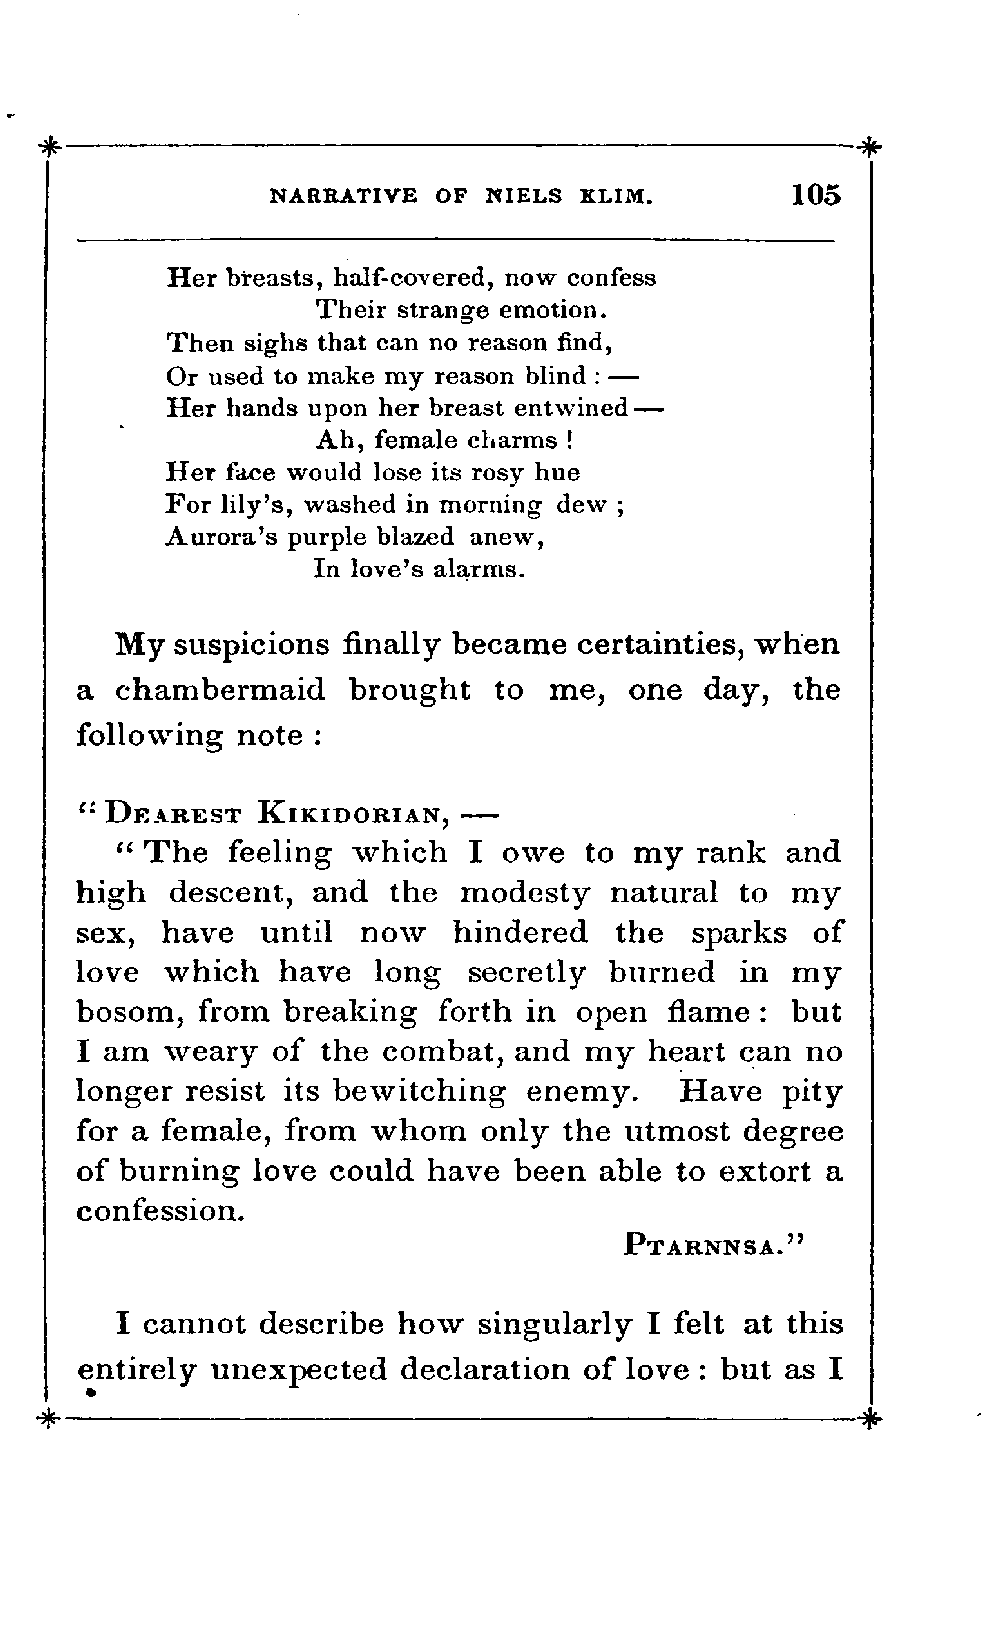 NARRATIVE OF NIELS KLIM. 105
Her breasts, half-covered, now confess
Their strange emotion.
Then sighs that can no reason find,
Or used to make my reason blind : —
Her hands upon her breast entwined —
Ah, female charms !
Her face would lose its rosy hue
For lily's, washed in morning dew ;
Aurora's purple blazed anew,
In love's alarms.
My suspicions finally became certainties, when
a chambermaid brought to me, one day, the
following note :
“ DEAREST KIKIDORIAN, —
“ The feeling which I owe to my rank and
high descent, and the modesty natural to my
sex, have until now hindered the sparks of
love which have long secretly burned in my
bosom, from breaking forth in open flame : but
I am weary of the combat, and my heart can no
longer resist its bewitching enemy. Have pity
for a female, from whom only the utmost degree
of burning love could have been able to extort a
confession.
PTARNNSA.”
I cannot describe how singularly I felt at this
entirely unexpected declaration of love : but as I